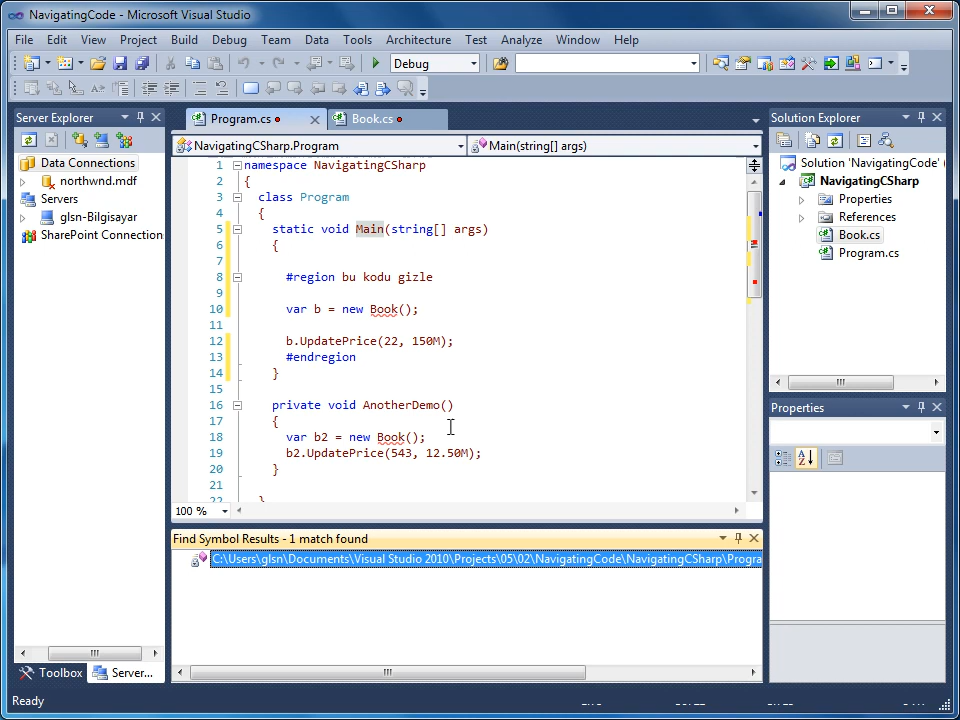 NavigatingCode - Microsoft Visual Studio
File Edit View Project Build Debug Team Data Tools Architecture Test Analyze Window Help
Debug
Server Explorer
Data Connections
northwnd.mdf
Servers
glsn-Bilgisayar
SharePoint Connection
Toolbox
Server...
Program.cs
Book.cs
NavigatingCSharp.Program
Main(string[] args)
1 namespace NavigatingCSharp
2 {
3 class Program
4 {
5 static void Main(string[] args)
6 {
7
8 #region bu kodu gizle
9
10 var b = new Book();
11
12 b.UpdatePrice(22, 150M);
13 #endregion
14 }
15
16 private void AnotherDemo()
17 {
18 var b2 = new Book();
19 b2.UpdatePrice(543, 12.50M);
20 }
21
22 }
100 %
Find Symbol Results - 1 match found
C:\Users\glsn\Documents\Visual Studio 2010\Projects\05\02\NavigatingCode\NavigatingCSharp\Progra
Solution Explorer
Solution 'NavigatingCode' (
NavigatingCSharp
Properties
References
Book.cs
Program.cs
Properties
Ready